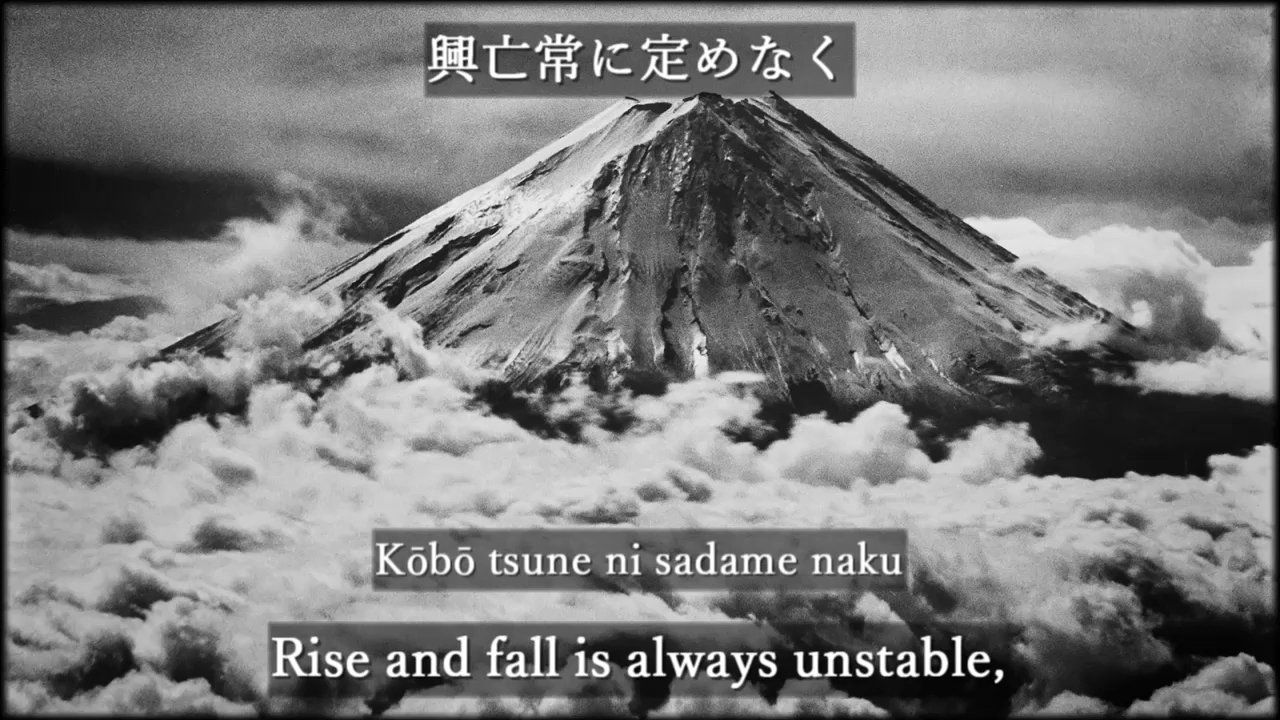 興亡常に定めなく
Kōbō tsune ni sadame naku
Rise and fall is always unstable,